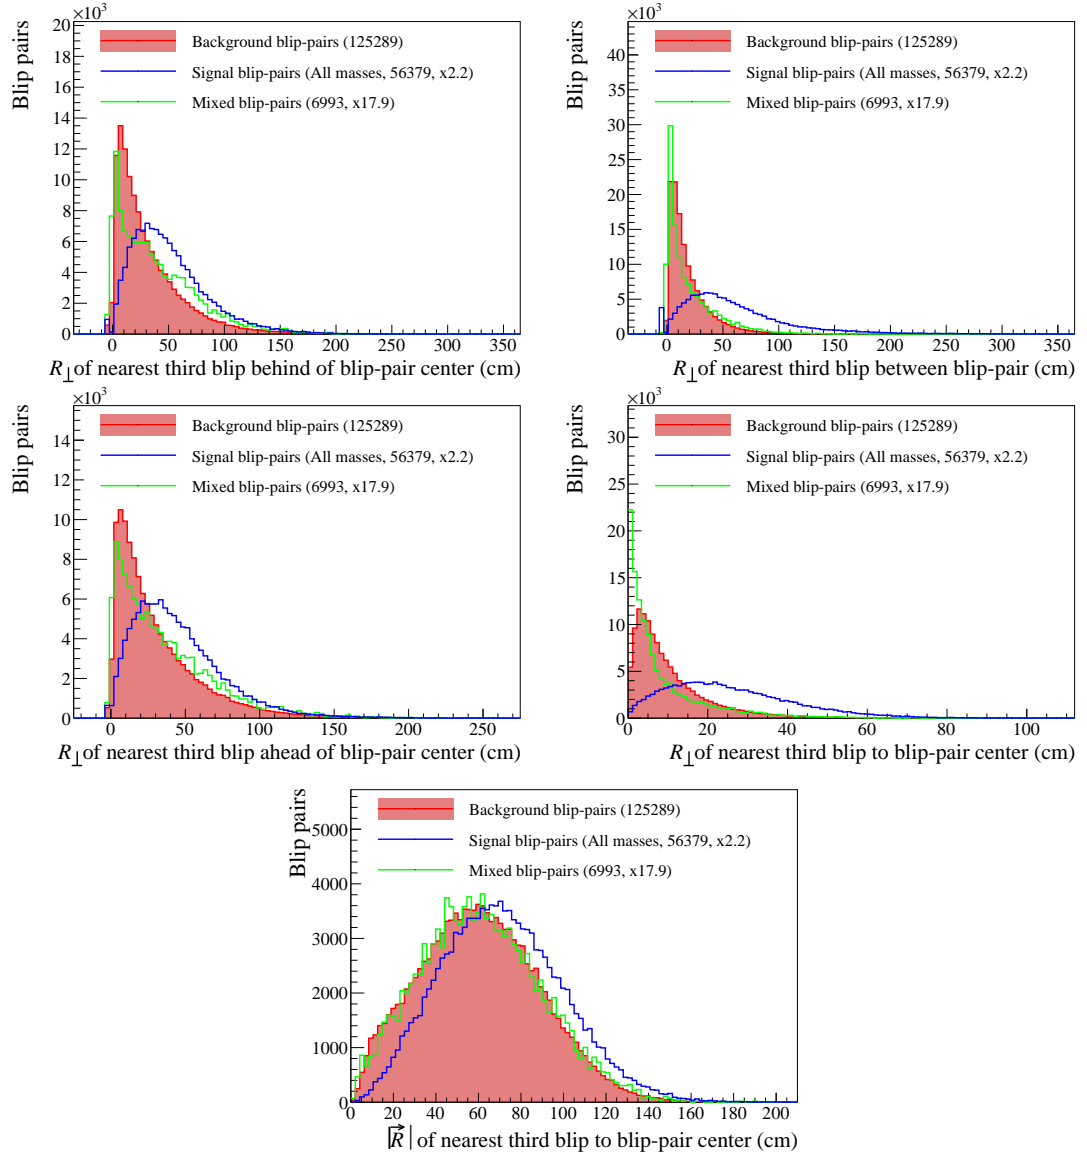 ×10³
20
18
16
14
12
10
8
6
4
2
0
Blip pairs
Background blip-pairs (125289)
Signal blip-pairs (All masses, 56379, x2.2)
Mixed blip-pairs (6993, x17.9)
0 50 100 150 200 250 300 350
R⊥of nearest third blip behind of blip-pair center (cm)
×10³
40
35
30
25
20
15
10
5
0
Blip pairs
Background blip-pairs (125289)
Signal blip-pairs (All masses, 56379, x2.2)
Mixed blip-pairs (6993, x17.9)
0 50 100 150 200 250 300 350
R⊥of nearest third blip between blip-pair (cm)
×10³
14
12
10
8
6
4
2
0
Blip pairs
Background blip-pairs (125289)
Signal blip-pairs (All masses, 56379, x2.2)
Mixed blip-pairs (6993, x17.9)
0 50 100 150 200 250
R⊥of nearest third blip ahead of blip-pair center (cm)
×10³
30
25
20
15
10
5
0
Blip pairs
Background blip-pairs (125289)
Signal blip-pairs (All masses, 56379, x2.2)
Mixed blip-pairs (6993, x17.9)
0 20 40 60 80 100
R⊥of nearest third blip to blip-pair center (cm)
5000
4000
3000
2000
1000
0
Blip pairs
Background blip-pairs (125289)
Signal blip-pairs (All masses, 56379, x2.2)
Mixed blip-pairs (6993, x17.9)
0 20 40 60 80 100 120 140 160 180 200
|R⃗| of nearest third blip to blip-pair center (cm)